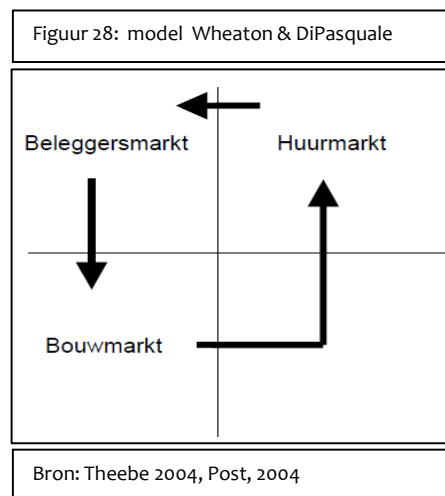 Figuur 28: model Wheaton & DiPasquale
Beleggersmarkt
Huurmarkt
Bouwmarkt
Bron: Theebe 2004, Post, 2004